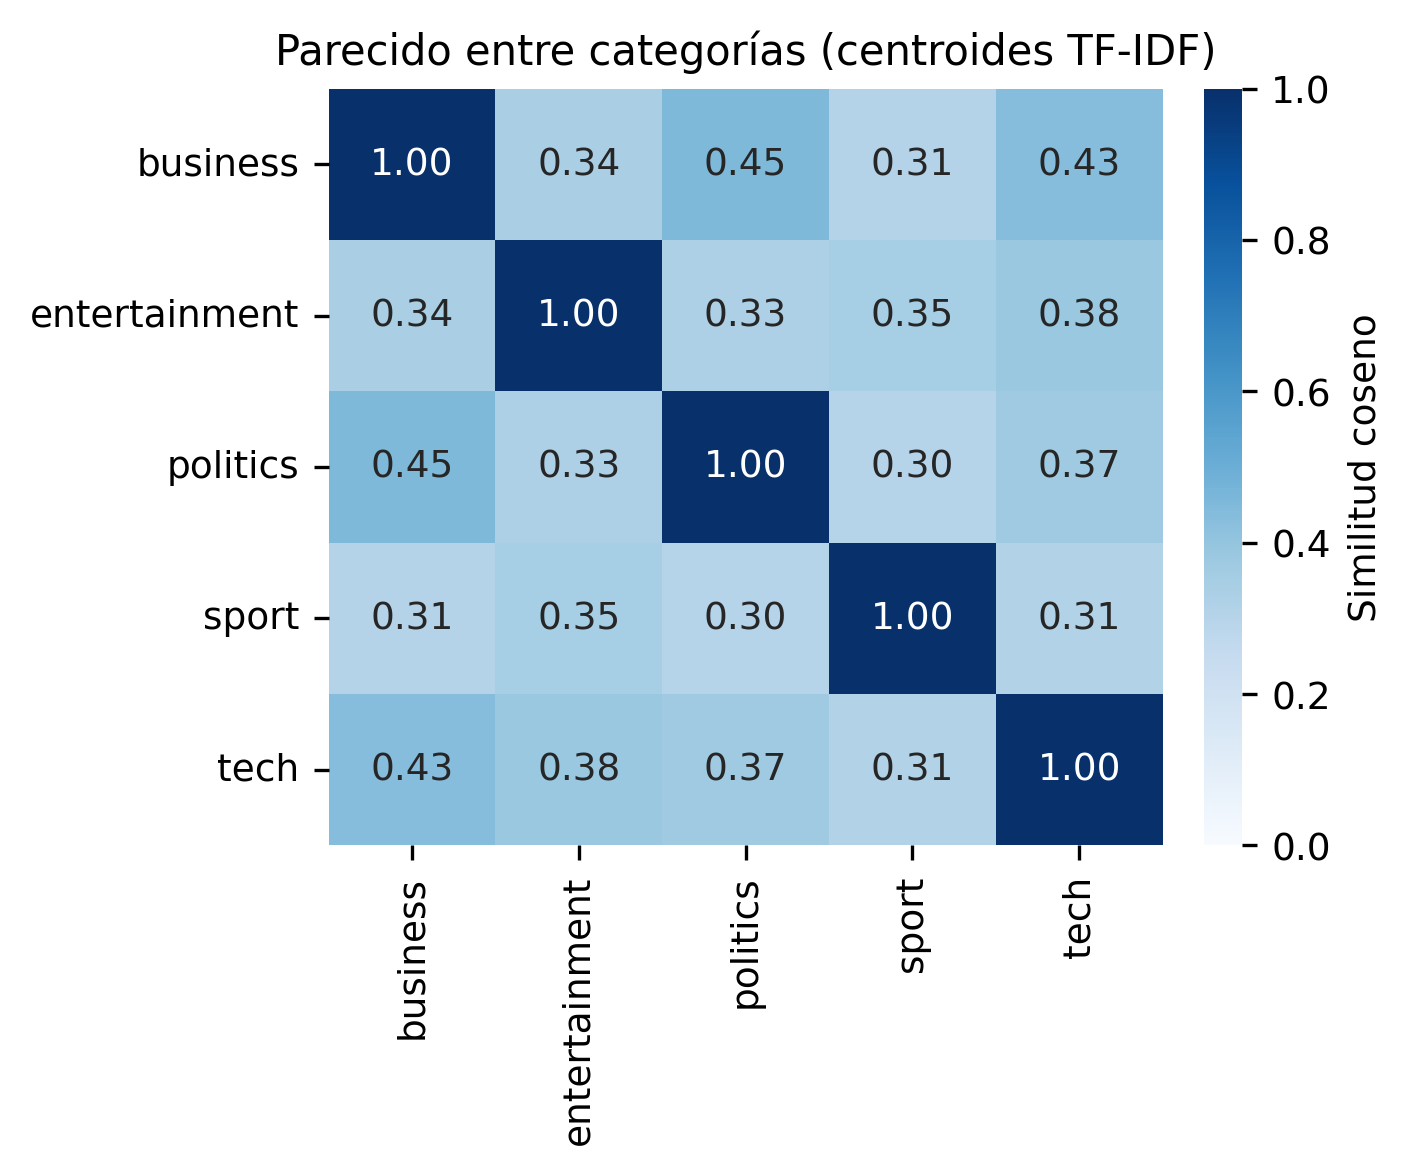 Parecido entre categorías (centroides TF-IDF)
business 1.00 0.34 0.45 0.31 0.43
entertainment 0.34 1.00 0.33 0.35 0.38
politics 0.45 0.33 1.00 0.30 0.37
sport 0.31 0.35 0.30 1.00 0.31
tech 0.43 0.38 0.37 0.31 1.00
business
entertainment
politics
sport
tech
1.0
0.8
0.6
0.4
0.2
0.0
Similitud coseno